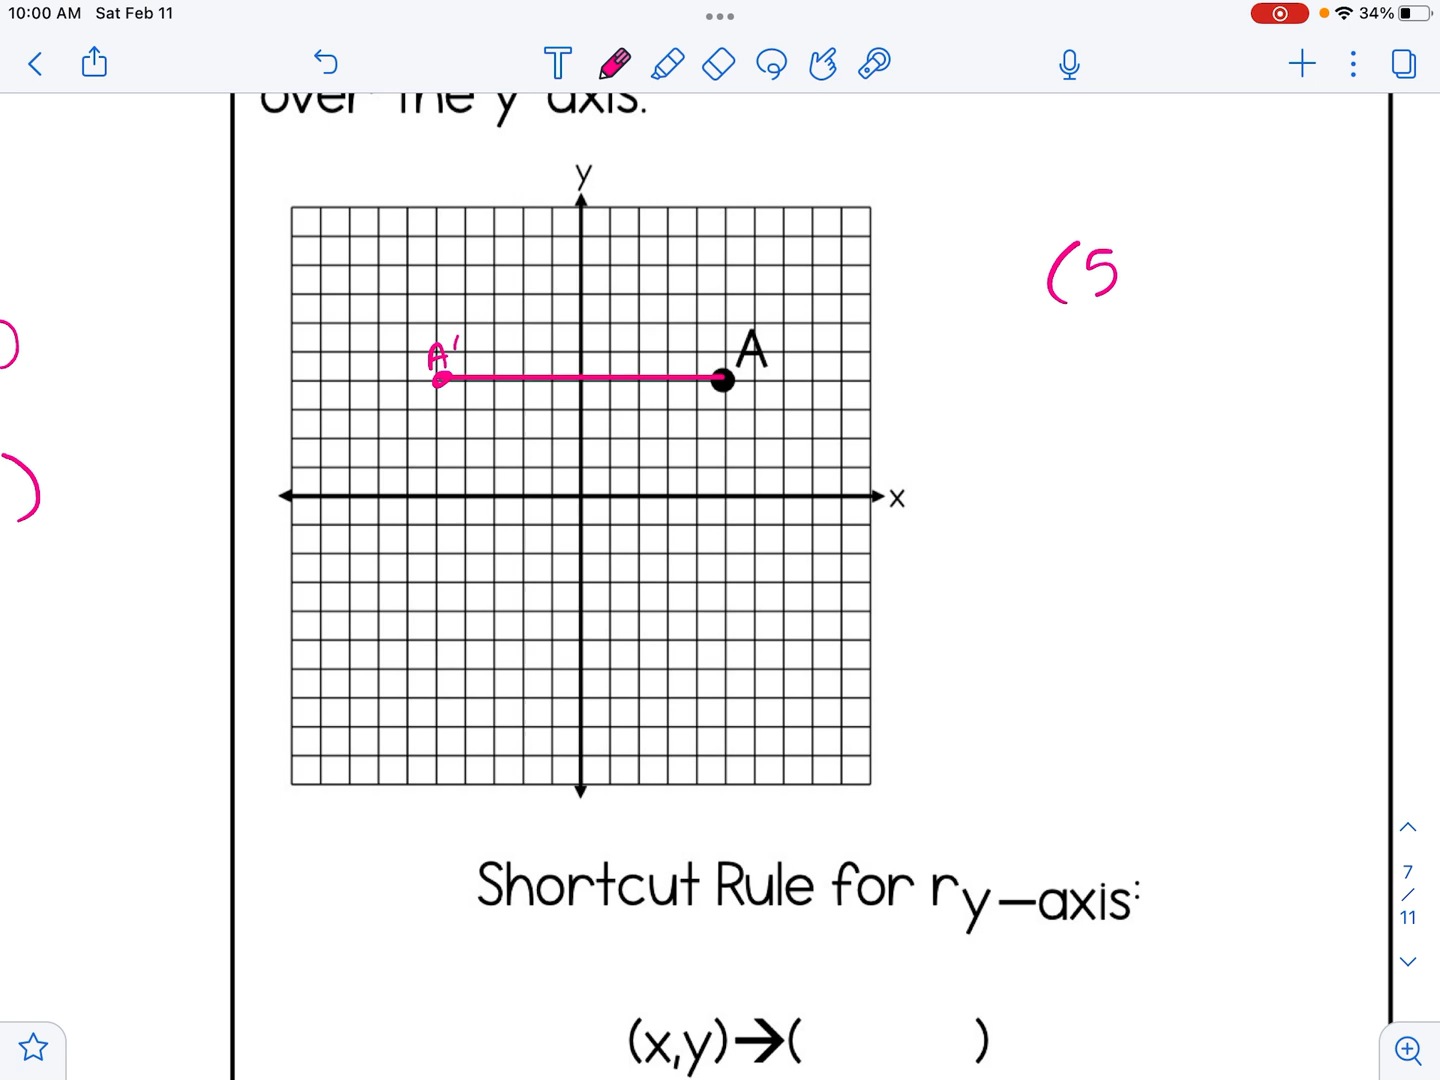 10:00 AM Sat Feb 11
34%
T
over the y axis.
y
(5
A' A
x
)
7
/
11
Shortcut Rule for ry−axis:
(x,y)→( )